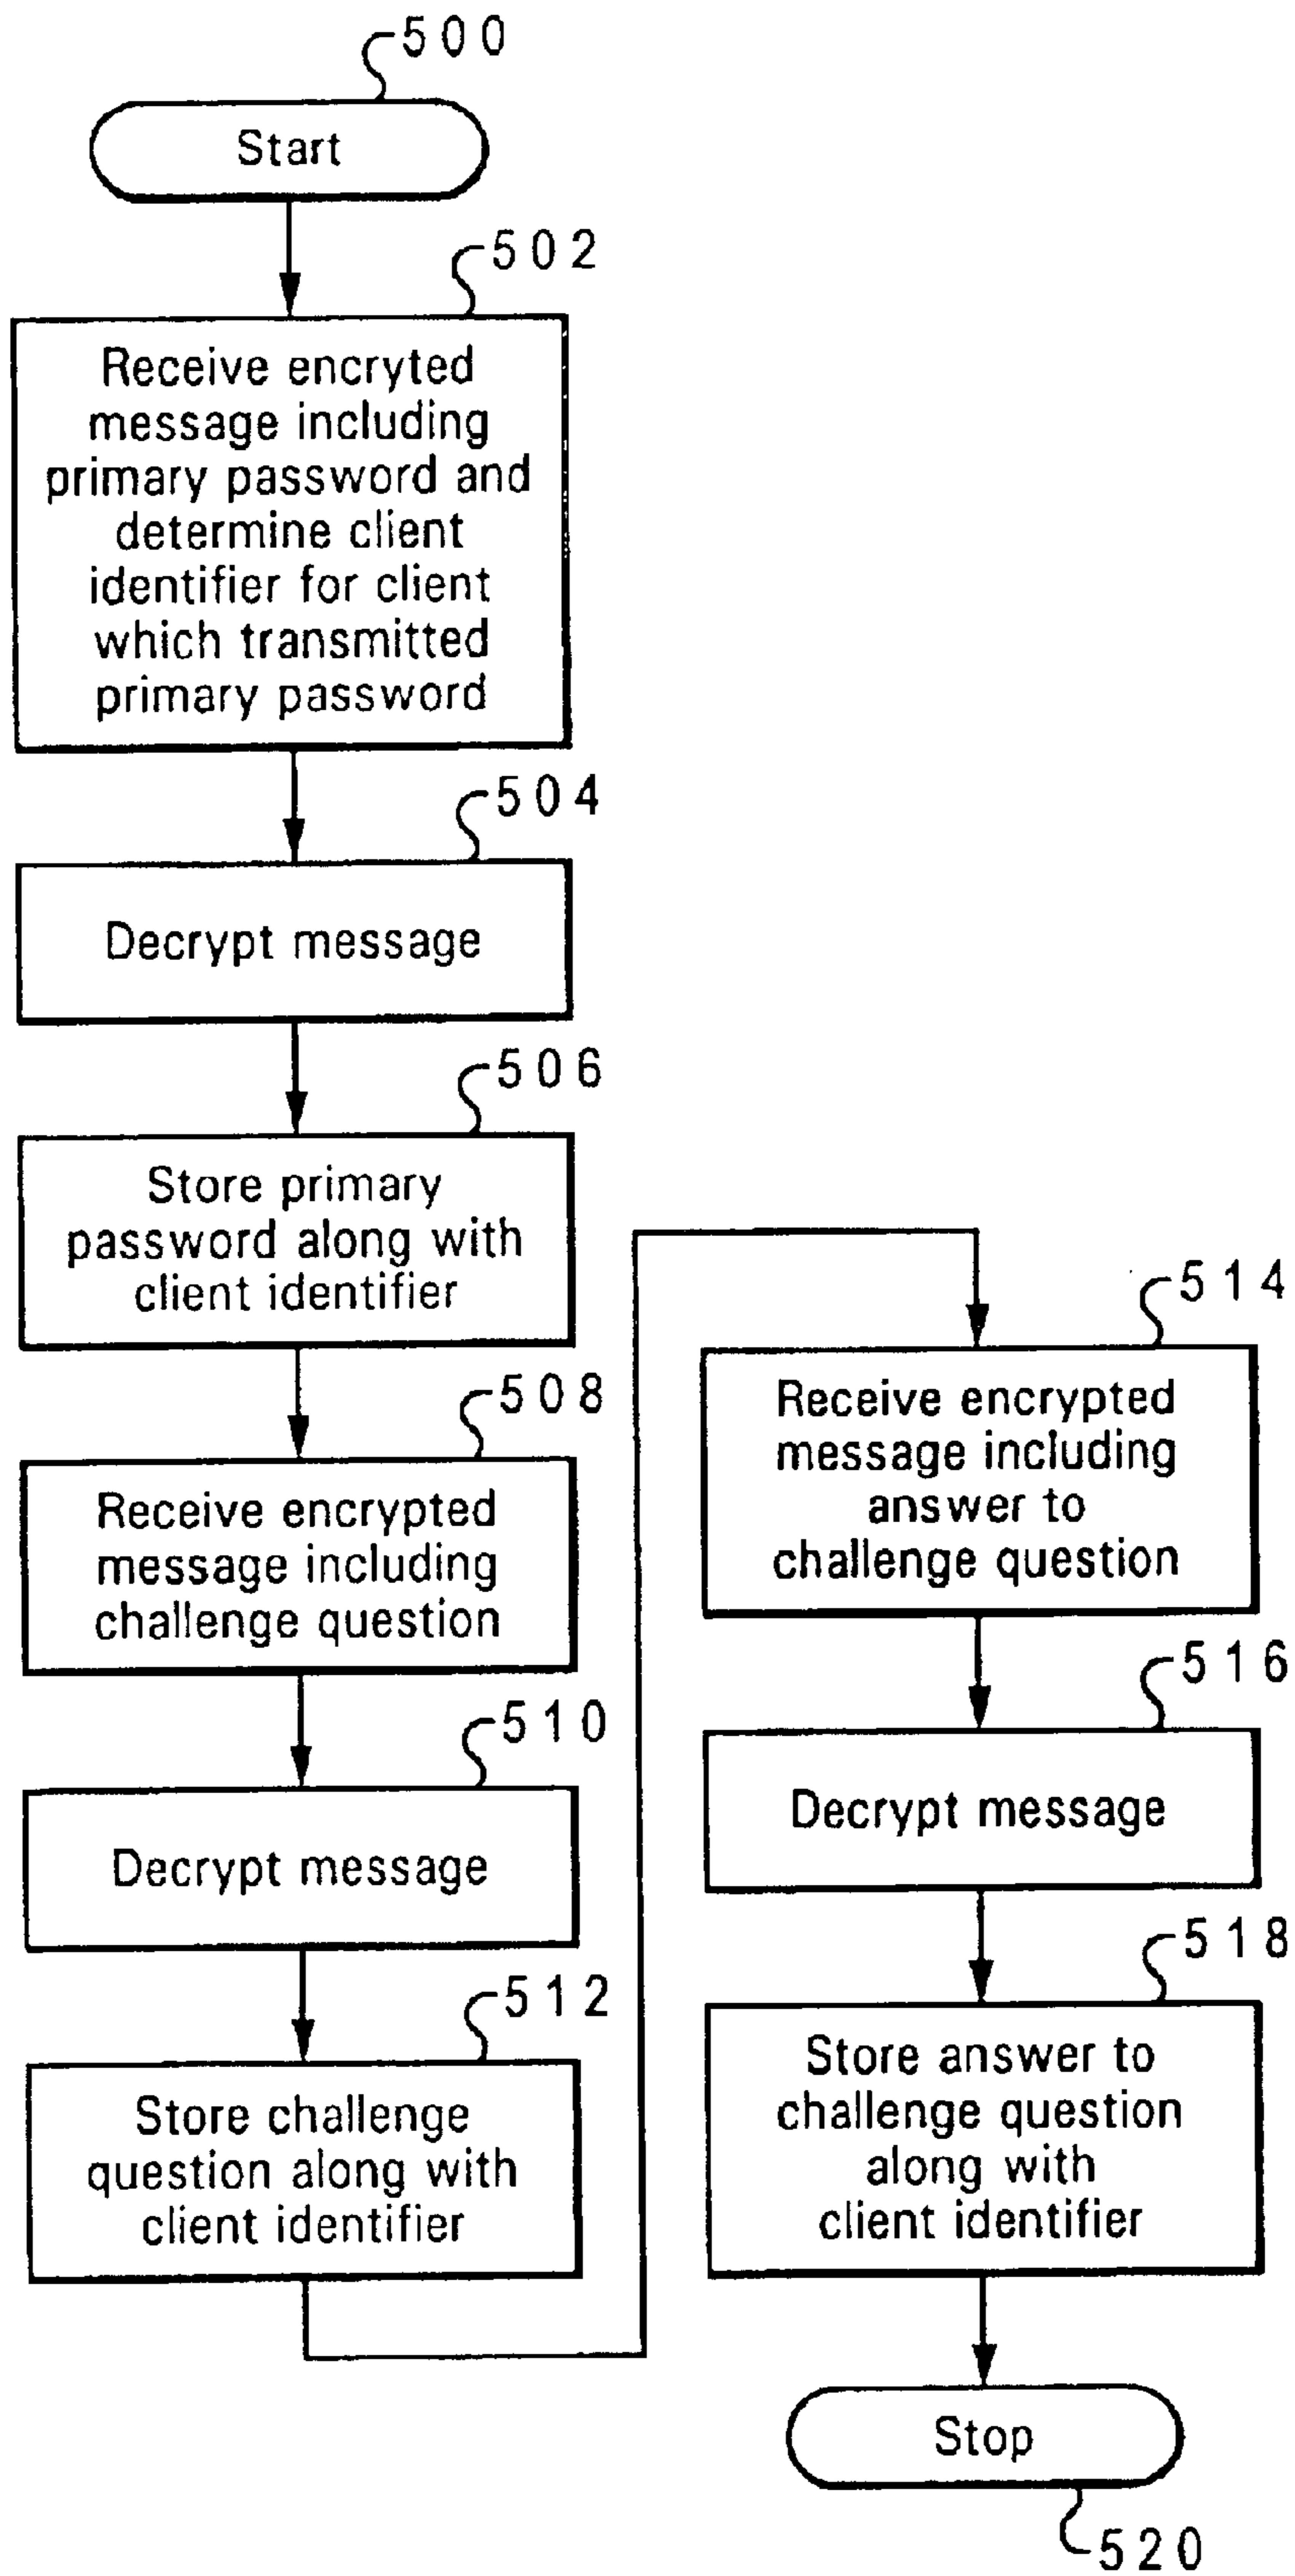 500
Start
502
Receive encryted
message including
primary password and
determine client
identifier for client
which transmitted
primary password
504
Decrypt message
506
Store primary
password along with
client identifier
508
Receive encrypted
message including
challenge question
510
Decrypt message
512
Store challenge
question along with
client identifier
514
Receive encrypted
message including
answer to
challenge question
516
Decrypt message
518
Store answer to
challenge question
along with
client identifier
Stop
520